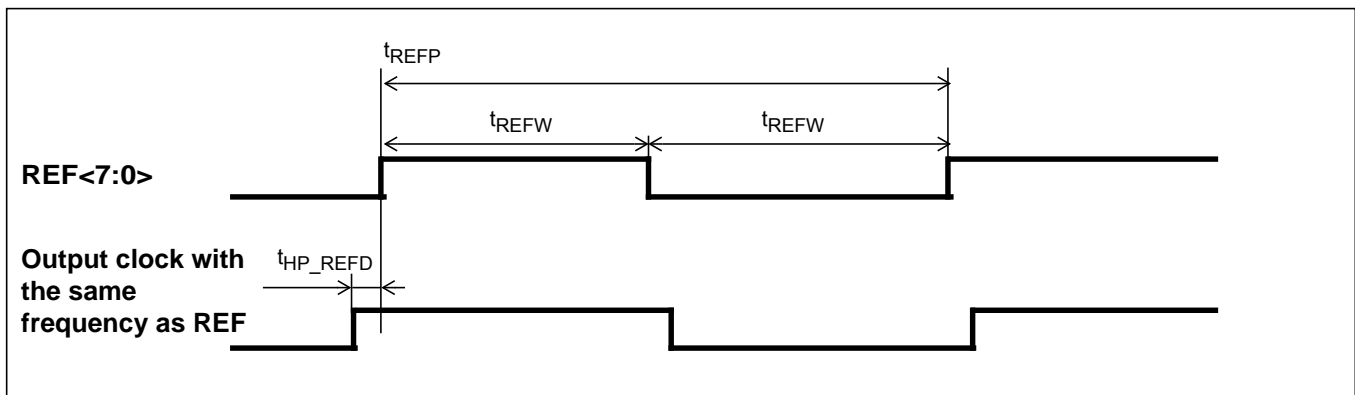 tREFP
tREFW tREFW
REF<7:0>
Output clock with
the same
frequency as REF
tHP_REFD